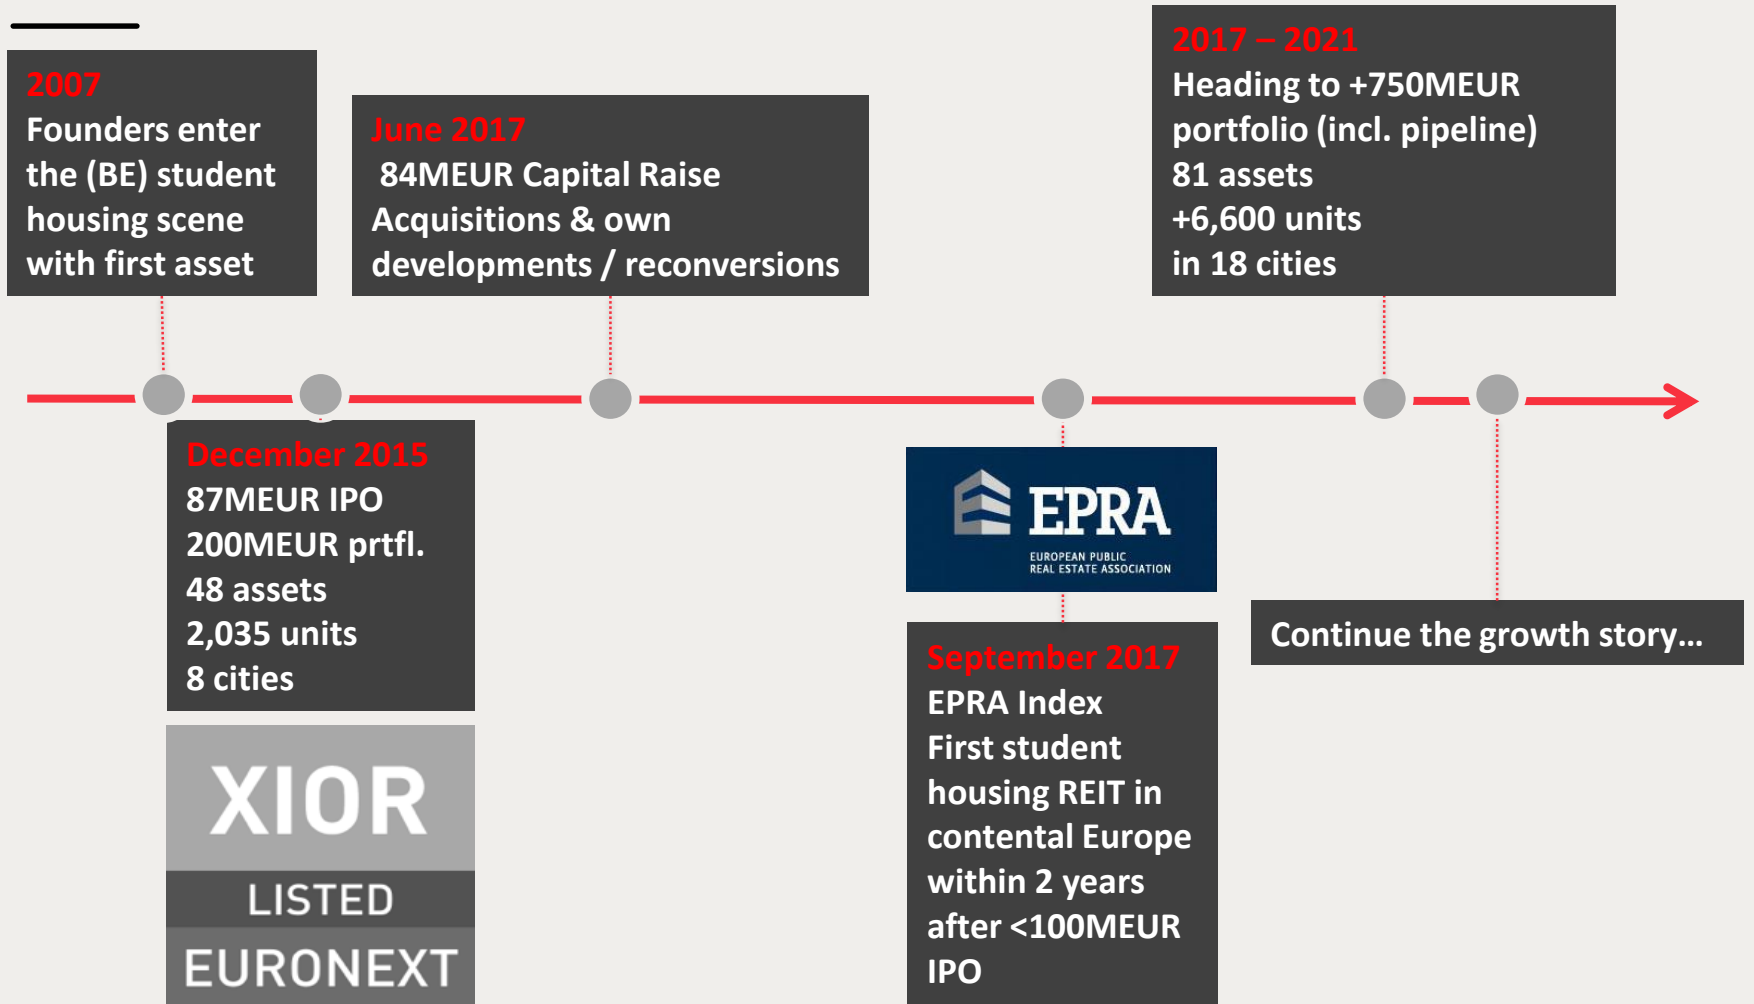 2007
Founders enter
the (BE) student
housing scene
with first asset
June 2017
84MEUR Capital Raise
Acquisitions & own
developments / reconversions
2017 – 2021
Heading to +750MEUR
portfolio (incl. pipeline)
81 assets
+6,600 units
in 18 cities
December 2015
87MEUR IPO
200MEUR prtfl.
48 assets
2,035 units
8 cities
XIOR
LISTED
EURONEXT
EPRA
EUROPEAN PUBLIC
REAL ESTATE ASSOCIATION
September 2017
EPRA Index
First student
housing REIT in
contental Europe
within 2 years
after <100MEUR
IPO
Continue the growth story…